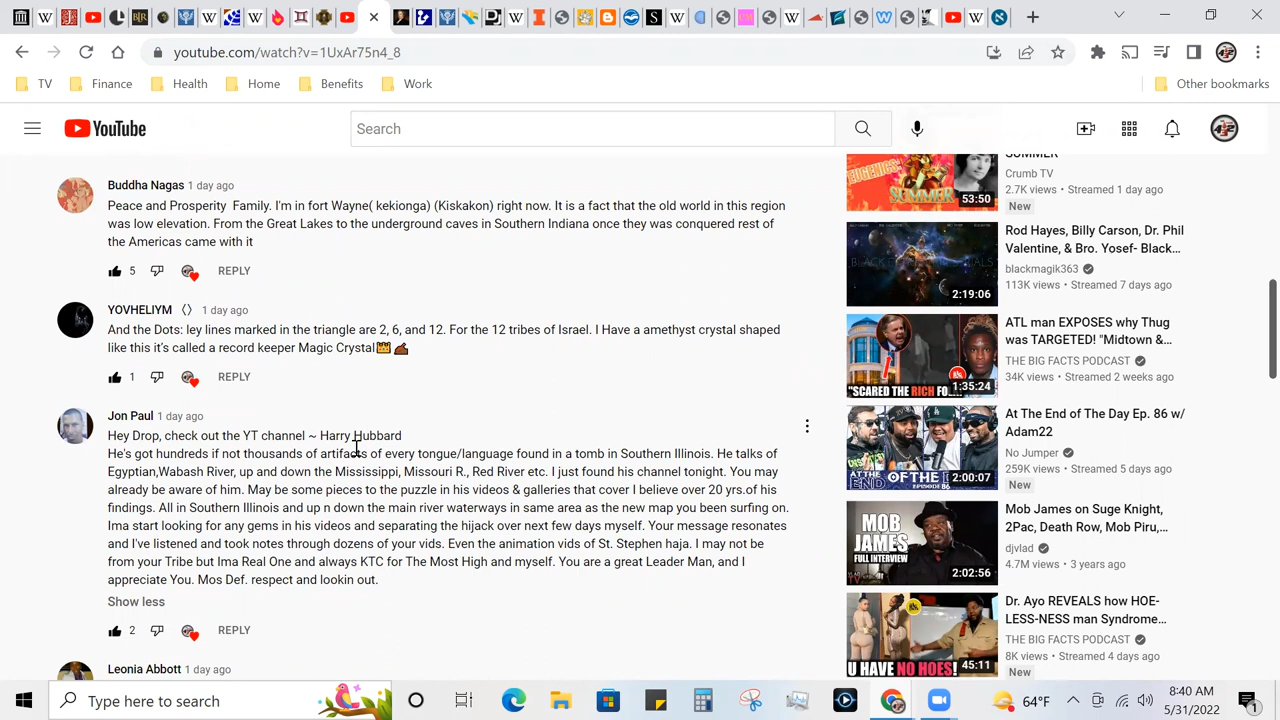 youtube.com/watch?v=1UxAr75n4_8
TV
Finance
Health
Home
Benefits
Work
Other bookmarks
YouTube
Search
Buddha Nagas 1 day ago
Peace and Prosperity Family I'm in fort Wayne( kekionga) (Kiskakon) right now. It is a fact that the old world in this region
was low elevation. From the Great Lakes to the underground caves in Southern Indiana once they was conquered rest of
the Americas came with it
5
REPLY
YOVHELIYM 〈〉 1 day ago
And the Dots: ley lines marked in the triangle are 2, 6, and 12. For the 12 tribes of Israel. I Have a amethyst crystal shaped
like this it's called a record keeper Magic Crystal
1
REPLY
Jon Paul 1 day ago
Hey Drop, check out the YT channel ~ Harry Hubbard
He's got hundreds if not thousands of artifacts of every tongue/language found in a tomb in Southern Illinois. He talks of
Egyptian,Wabash River, up and down the Mississippi, Missouri R., Red River etc. I just found his channel tonight. You may
already be aware of him. May be some pieces to the puzzle in his videos & galleries that cover I believe over 20 yrs.of his
findings. All in Southern Illinois and up n down the main river waterways in same area as the new map you been surfing on.
Ima start looking for any gems in his videos and separating the hijack over next few days myself. Your message resonates
and I've listened and took notes through dozens of your vids. Even the animation vids of St. Stephen haja. I may not be
from your Tribe but Ima Real One and always KTC for The Most High and myself. You are a great Leader Man, and I
appreciate You. Mos Def. respect and lookin out.
Show less
2
REPLY
Leonia Abbott 1 day ago
SUMMER
Crumb TV
2.7K views • Streamed 1 day ago
New
EUGENICS:
SUMMER
53:50
Rod Hayes, Billy Carson, Dr. Phil
Valentine, & Bro. Yosef- Black...
blackmagik363
113K views • Streamed 7 days ago
2:19:06
ATL man EXPOSES why Thug
was TARGETED! "Midtown &...
THE BIG FACTS PODCAST
34K views • Streamed 2 weeks ago
"SCARED THE RICH FO
1:35:24
At The End of The Day Ep. 86 w/
Adam22
No Jumper
259K views • Streamed 5 days ago
New
AT THE END OF THE DAY
EPISODE 86
2:00:07
Mob James on Suge Knight,
2Pac, Death Row, Mob Piru,...
djvlad
4.7M views • 3 years ago
MOB
JAMES
FULL INTERVIEW
2:02:56
Dr. Ayo REVEALS how HOE-
LESS-NESS man Syndrome...
THE BIG FACTS PODCAST
8K views • Streamed 4 days ago
New
U HAVE NO HOES!
45:11
Type here to search
64°F
8:40 AM
5/31/2022
1